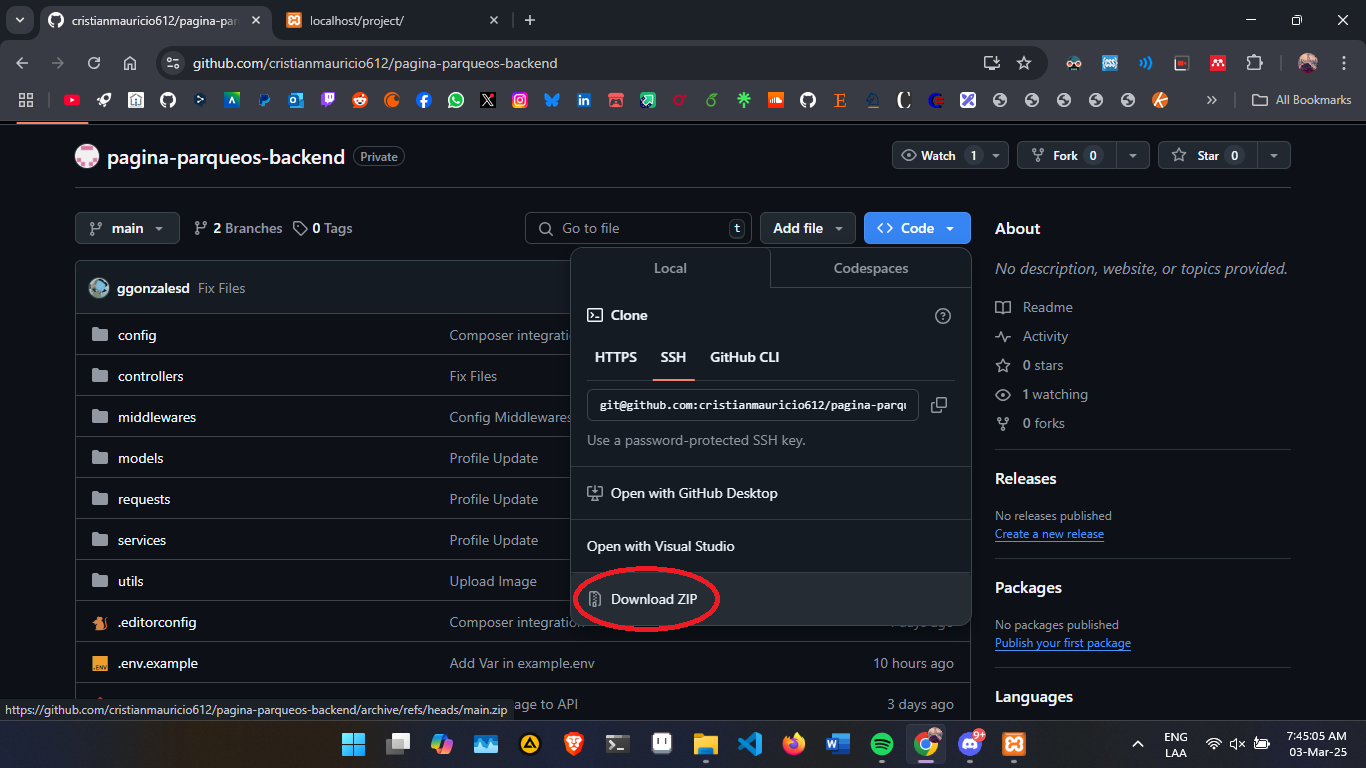 cristianmauricio612/pagina-par
localhost/project/
github.com/cristianmauricio612/pagina-parqueos-backend
All Bookmarks
pagina-parqueos-backend Private
Watch 1
Fork 0
Star 0
main
2 Branches
0 Tags
Go to file t
Add file
Code
About
No description, website, or topics provided.
Readme
Activity
0 stars
1 watching
0 forks
Releases
No releases published
Create a new release
Packages
No packages published
Publish your first package
Languages
Local
Codespaces
Clone
HTTPS SSH GitHub CLI
git@github.com:cristianmauricio612/pagina-parqu
Use a password-protected SSH key.
Open with GitHub Desktop
Open with Visual Studio
Download ZIP
ggonzalesd Fix Files
config Composer integrati
controllers Fix Files
middlewares Config Middlewares
models Profile Update
requests Profile Update
services Profile Update
utils Upload Image
.editorconfig Composer integration
.env.example Add Var in example.env 10 hours ago
age to API 3 days ago
https://github.com/cristianmauricio612/pagina-parqueos-backend/archive/refs/heads/main.zip
ENG
LAA
7:45:05 AM
03-Mar-25
9+